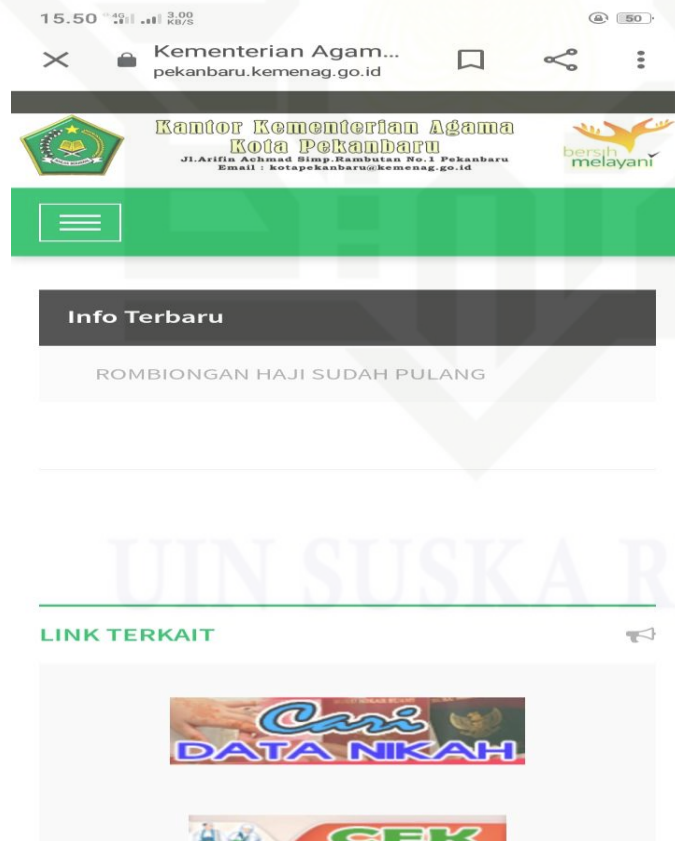 15.50 4G 3.00 KB/S 50
Kementerian Agam...
pekanbaru.kemenag.go.id
Kantor Kementerian Agama
Kota Pekanbaru
Jl.Arifin Achmad Simp.Rambutan No.1 Pekanbaru
Email : kotapekanbaru@kemenag.go.id
bersih
melayani
Info Terbaru
ROMBIONGAN HAJI SUDAH PULANG
UIN SUSKA R
LINK TERKAIT
Cari
DATA NIKAH
CEK